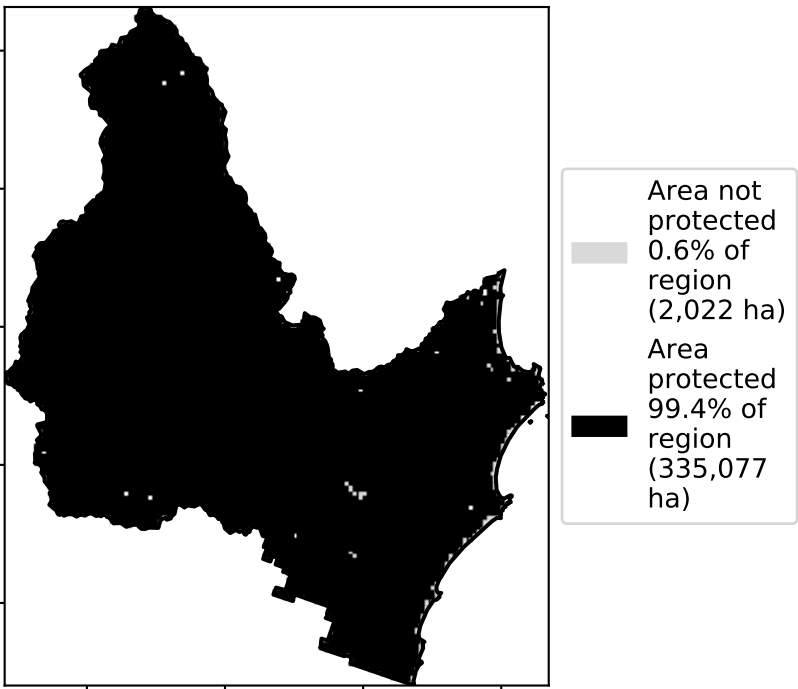 Area not
protected
0.6% of
region
(2,022 ha)
Area
protected
99.4% of
region
(335,077
ha)